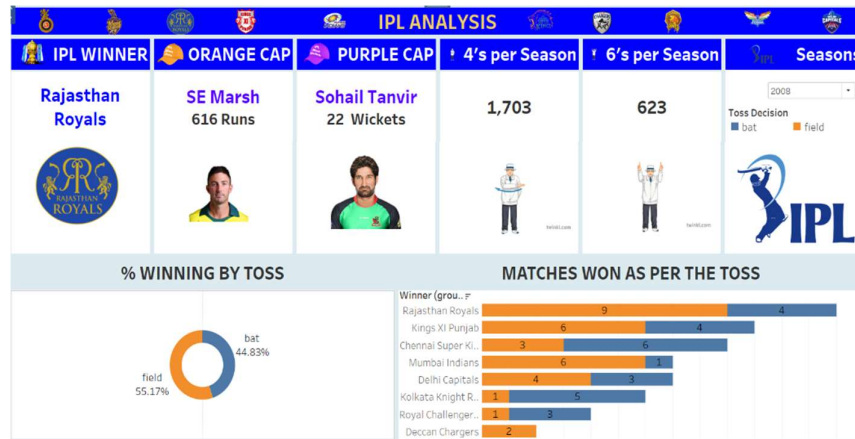 IPL ANALYSIS
IPL WINNER
ORANGE CAP
PURPLE CAP
4's per Season
6's per Season
IPL
Seasons
Rajasthan
Royals
RAJASTHAN
ROYALS
SE Marsh
616 Runs
Sohail Tanvir
22 Wickets
1,703
623
2008
Toss Decision
bat
field
IPL
% WINNING BY TOSS
bat
44.83%
field
55.17%
MATCHES WON AS PER THE TOSS
Winner (grou..
Rajasthan Royals 9 4
Kings XI Punjab 6 4
Chennai Super Ki.. 3 6
Mumbai Indians 6 1
Delhi Capitals 4 3
Kolkata Knight R.. 1 5
Royal Challenger.. 1 3
Deccan Chargers 2